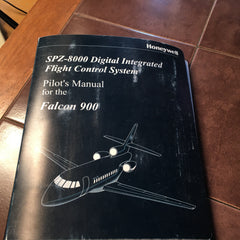 Honeywell
SPZ-8000 Digital Integrated
Flight Control System
Pilot's Manual
for the
Falcon 900